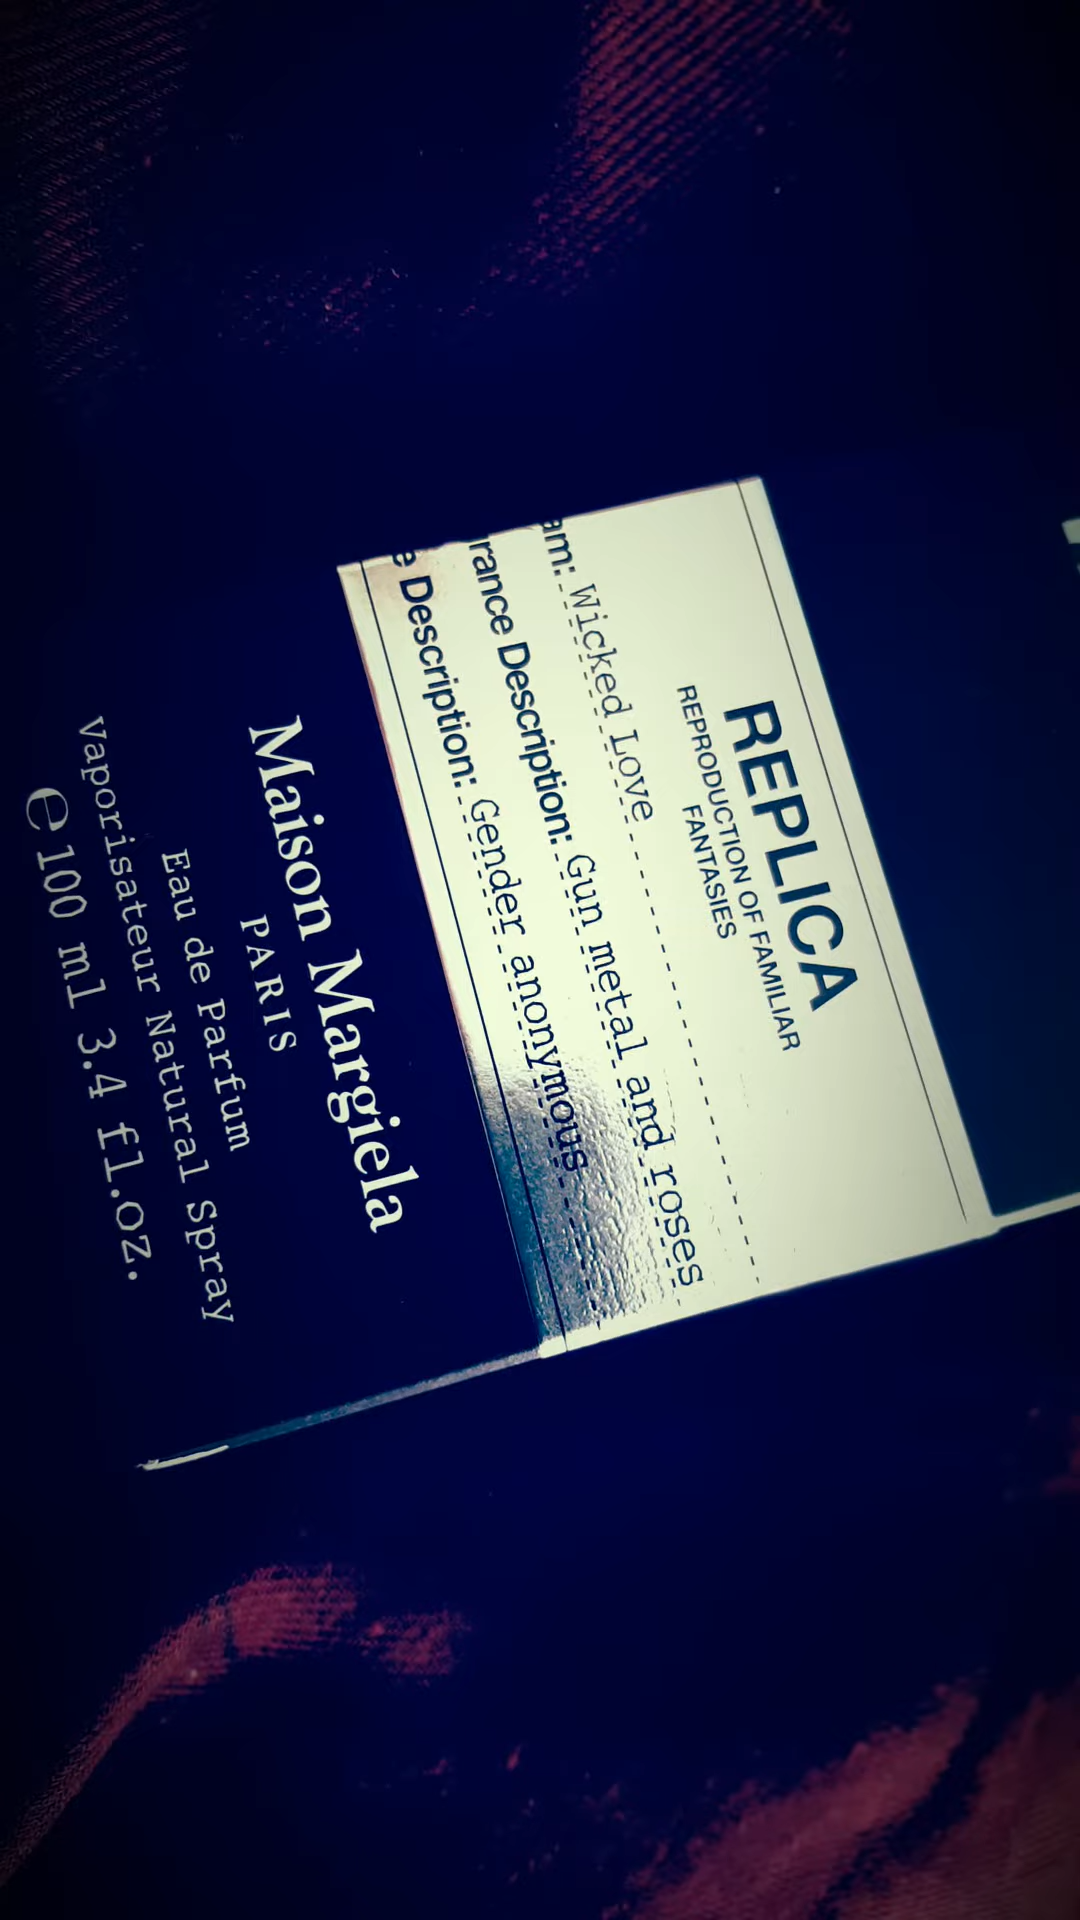 REPLICA
REPRODUCTION OF FAMILIAR
FANTASIES
am: Wicked Love
rance Description: Gun metal and roses
e Description: Gender anonymous
Maison Margiela
PARIS
Eau de Parfum
Vaporisateur Natural Spray
e 100 ml 3.4 fl.oz.